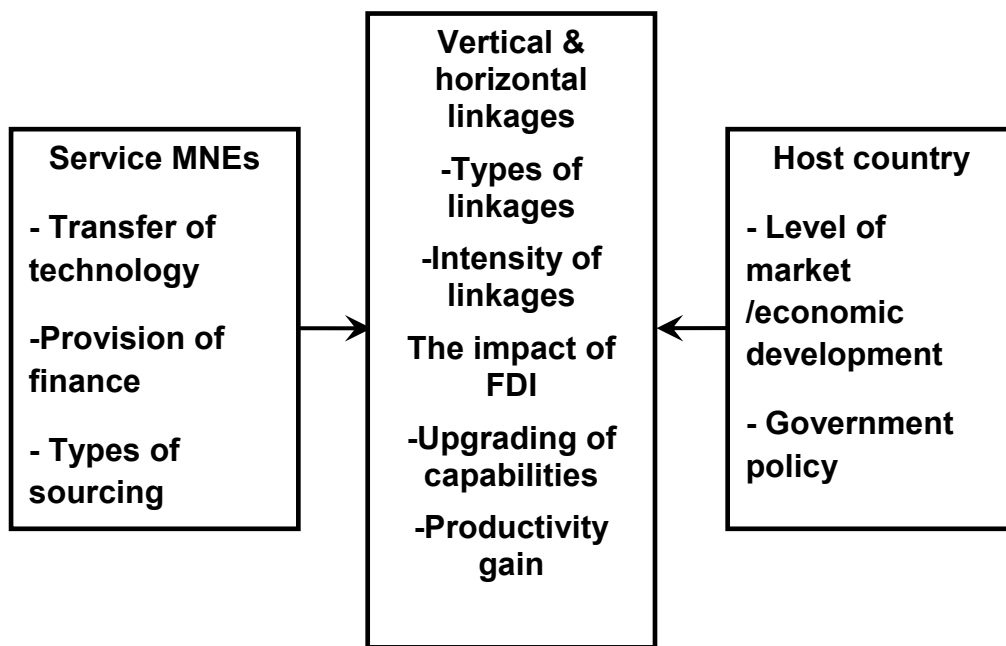 Service MNEs
- Transfer of
technology
-Provision of
finance
- Types of
sourcing
Vertical &
horizontal
linkages
-Types of
linkages
-Intensity of
linkages
The impact of
FDI
-Upgrading of
capabilities
-Productivity
gain
Host country
- Level of
market
/economic
development
- Government
policy